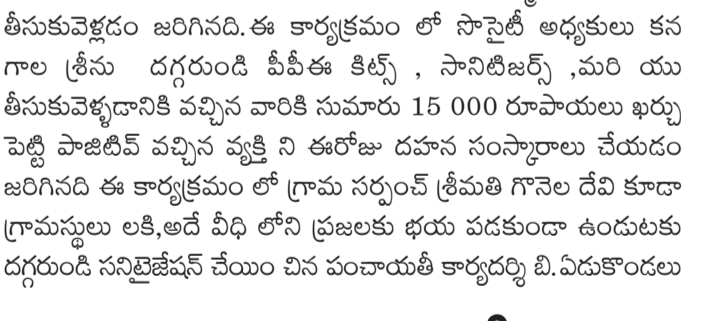 తీసుకువెళ్లడం జరిగినది. ఈ కార్యక్రమం లో సొసైటీ అధ్యకులు కన
గాల శ్రీను దగ్గరుండి పీపీఈ కిట్స్ , సానిటిజర్స్ ,మరి యు
తీసుకువెళ్ళడానికి వచ్చిన వారికి సుమారు 15 000 రూపాయలు ఖర్చు
పెట్టి పాజిటివ్ వచ్చిన వ్యక్తి ని ఈరోజు దహన సంస్కారాలు చేయడం
జరిగినది ఈ కార్యక్రమం లో గ్రామ సర్పంచ్ శ్రీమతి గొనెల దేవి కూడా
గ్రామస్థులు లకి,అదే వీధి లోని ప్రజలకు భయ పడకుండా ఉండుటకు
దగ్గరుండి సనిటైజేషన్ చేయిం చిన పంచాయతీ కార్యదర్శి బి.ఏడుకొండలు